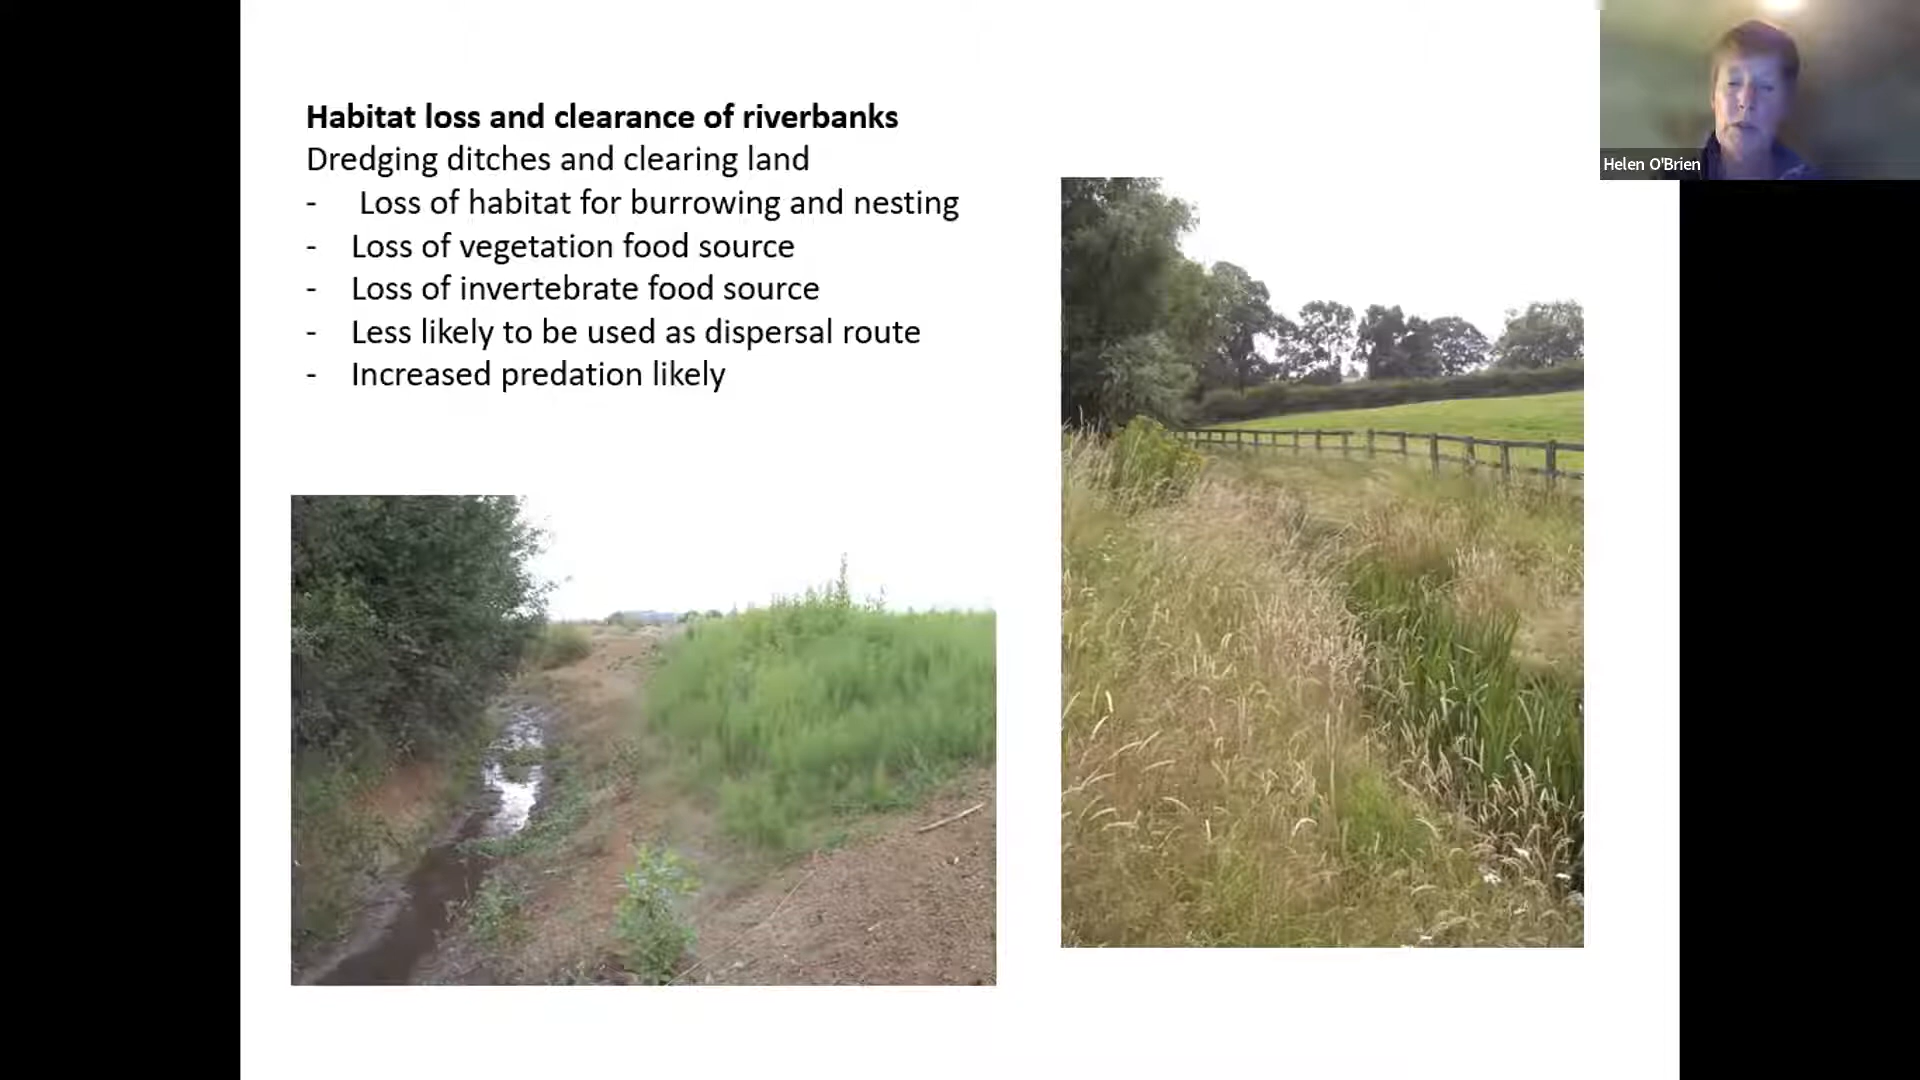 Habitat loss and clearance of riverbanks
Dredging ditches and clearing land
- Loss of habitat for burrowing and nesting
- Loss of vegetation food source
- Loss of invertebrate food source
- Less likely to be used as dispersal route
- Increased predation likely
Helen O'Brien